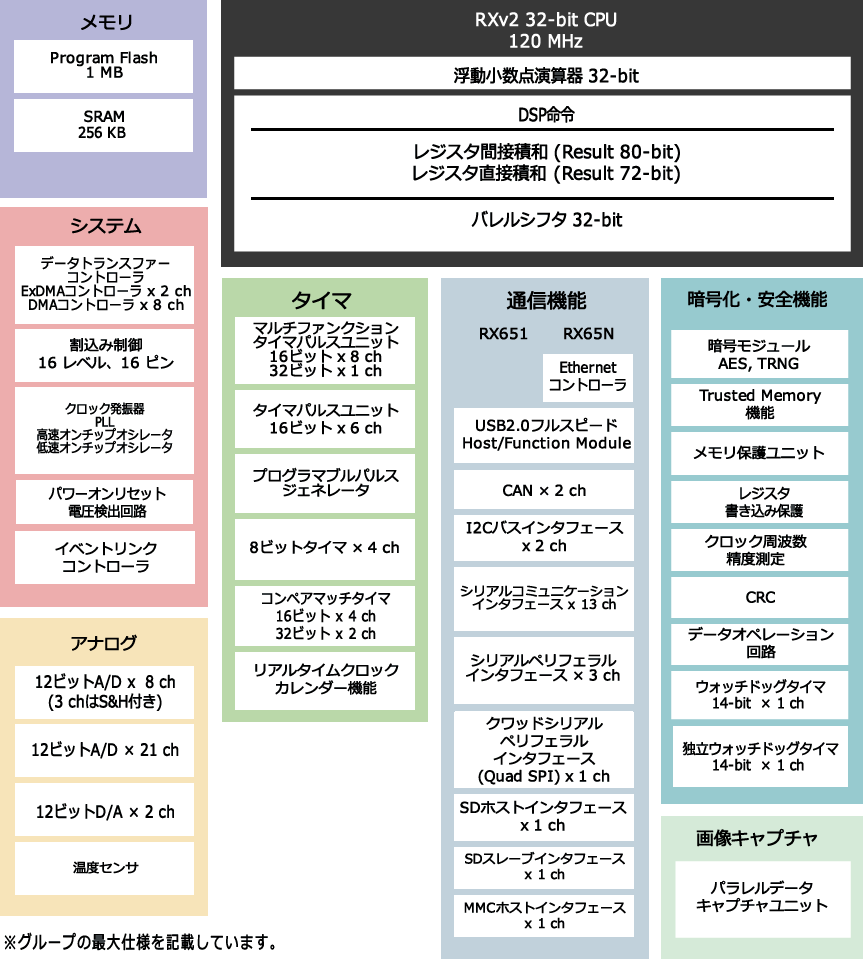 メモリ
Program Flash
1 MB
SRAM
256 KB
RXv2 32-bit CPU
120 MHz
浮動小数点演算器 32-bit
DSP命令
レジスタ間接積和 (Result 80-bit)
レジスタ直接積和 (Result 72-bit)
バレルシフタ 32-bit
システム
データトランスファー
コントローラ
ExDMAコントローラ x 2 ch
DMAコントローラ x 8 ch
割込み制御
16 レベル、16 ピン
クロック発振器
PLL
高速オンチップオシレータ
低速オンチップオシレータ
パワーオンリセット
電圧検出回路
イベントリンク
コントローラ
アナログ
12ビットA/D x 8 ch
(3 chはS&H付き)
12ビットA/D × 21 ch
12ビットD/A × 2 ch
温度センサ
タイマ
マルチファンクション
タイマパルスユニット
16ビット x 8 ch
32ビット x 1 ch
タイマパルスユニット
16ビット x 6 ch
プログラマブルパルス
ジェネレータ
8ビットタイマ × 4 ch
コンペアマッチタイマ
16ビット x 4 ch
32ビット x 2 ch
リアルタイムクロック
カレンダー機能
通信機能
RX651 RX65N
Ethernet
コントローラ
USB2.0フルスピード
Host/Function Module
CAN × 2 ch
I2Cバスインタフェース
x 2 ch
シリアルコミュニケーション
インタフェース x 13 ch
シリアルペリフェラル
インタフェース × 3 ch
クワッドシリアル
ペリフェラル
インタフェース
(Quad SPI) x 1 ch
SDホストインタフェース
x 1 ch
SDスレーブインタフェース
x 1 ch
MMCホストインタフェース
x 1 ch
暗号化・安全機能
暗号モジュール
AES, TRNG
Trusted Memory
機能
メモリ保護ユニット
レジスタ
書き込み保護
クロック周波数
精度測定
CRC
データオペレーション
回路
ウォッチドッグタイマ
14-bit × 1 ch
独立ウォッチドッグタイマ
14-bit × 1 ch
画像キャプチャ
パラレルデータ
キャプチャユニット
※グループの最大仕様を記載しています。